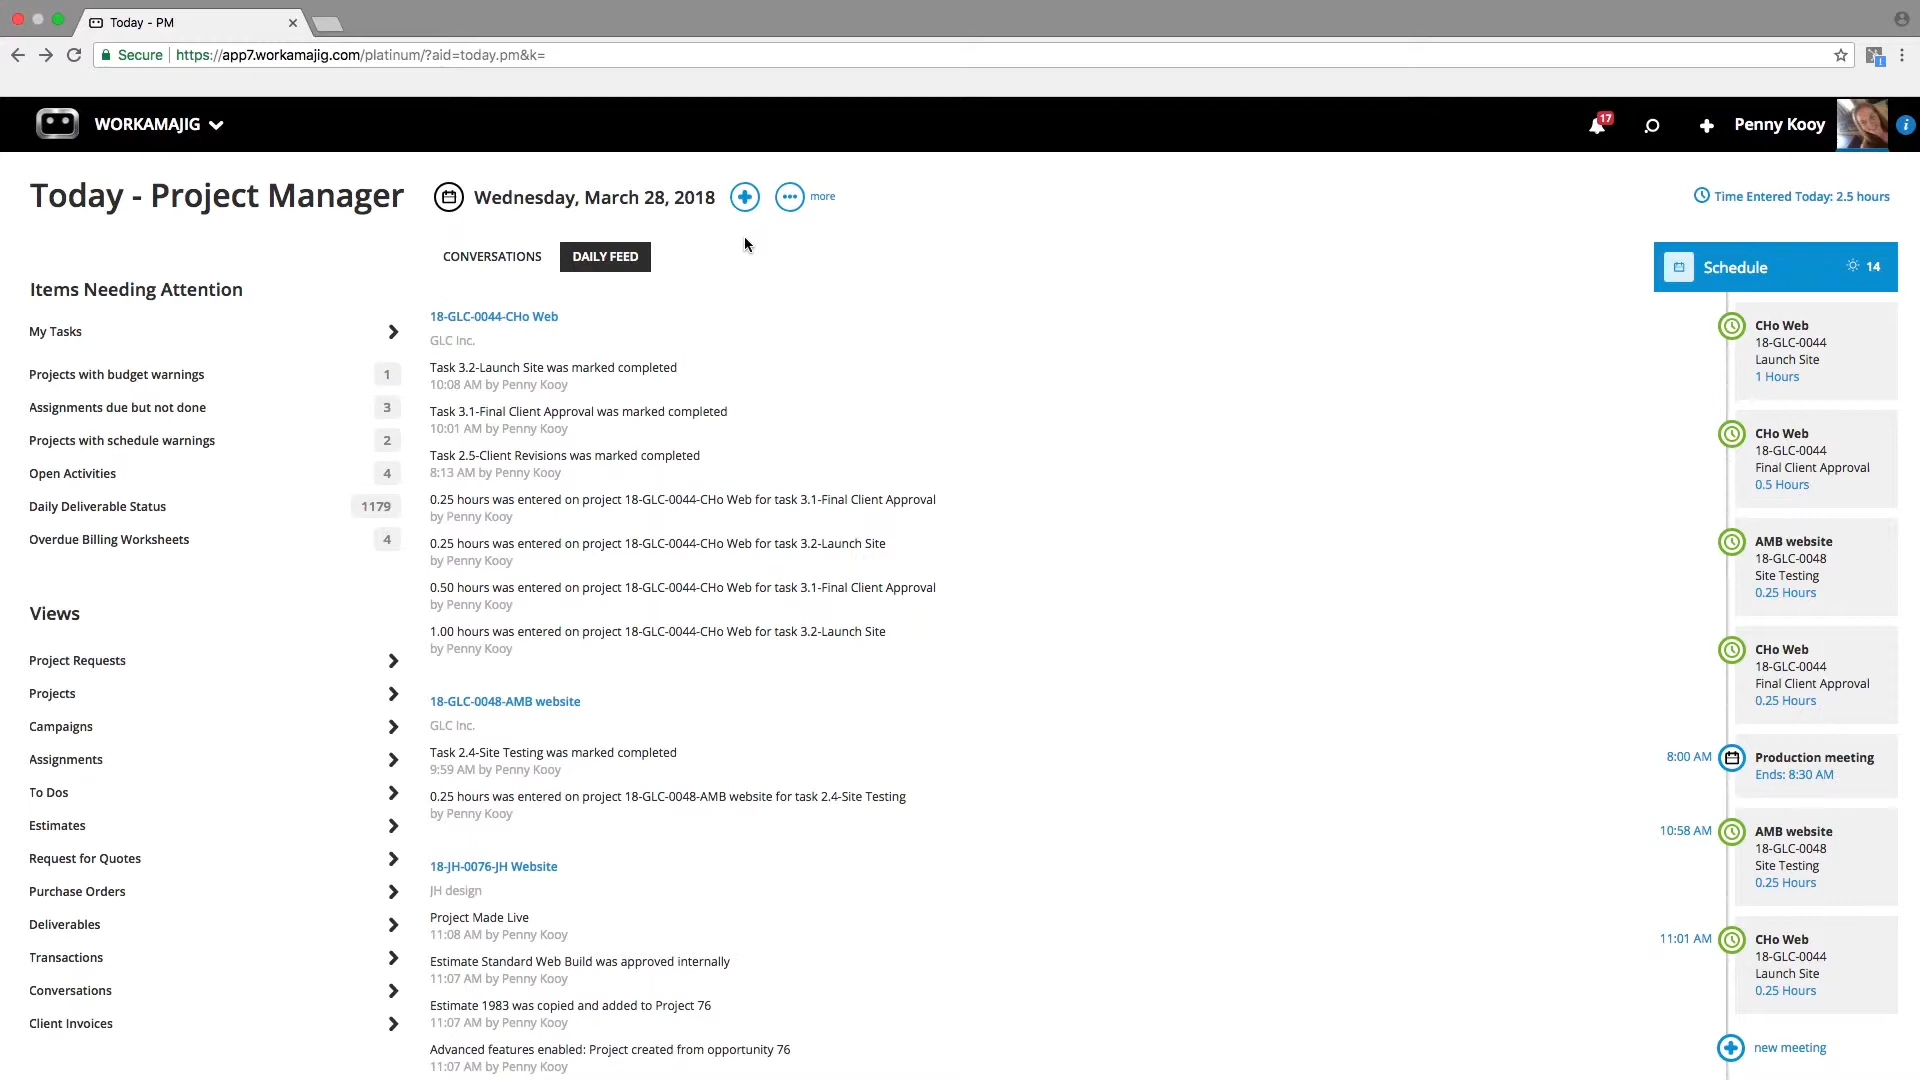 Today - PM
Secure
https://app7.workamajig.com/platinum/?aid=today.pm&k=
WORKAMAJIG
17
Penny Kooy
i
Today - Project Manager
Wednesday, March 28, 2018
more
Time Entered Today: 2.5 hours
CONVERSATIONS
DAILY FEED
Items Needing Attention
My Tasks
Projects with budget warnings 1
Assignments due but not done 3
Projects with schedule warnings 2
Open Activities 4
Daily Deliverable Status 1179
Overdue Billing Worksheets 4
Views
Project Requests
Projects
Campaigns
Assignments
To Dos
Estimates
Request for Quotes
Purchase Orders
Deliverables
Transactions
Conversations
Client Invoices
18-GLC-0044-CHo Web
GLC Inc.
Task 3.2-Launch Site was marked completed
10:08 AM by Penny Kooy
Task 3.1-Final Client Approval was marked completed
10:01 AM by Penny Kooy
Task 2.5-Client Revisions was marked completed
8:13 AM by Penny Kooy
0.25 hours was entered on project 18-GLC-0044-CHo Web for task 3.1-Final Client Approval
by Penny Kooy
0.25 hours was entered on project 18-GLC-0044-CHo Web for task 3.2-Launch Site
by Penny Kooy
0.50 hours was entered on project 18-GLC-0044-CHo Web for task 3.1-Final Client Approval
by Penny Kooy
1.00 hours was entered on project 18-GLC-0044-CHo Web for task 3.2-Launch Site
by Penny Kooy
18-GLC-0048-AMB website
GLC Inc.
Task 2.4-Site Testing was marked completed
9:59 AM by Penny Kooy
0.25 hours was entered on project 18-GLC-0048-AMB website for task 2.4-Site Testing
by Penny Kooy
18-JH-0076-JH Website
JH design
Project Made Live
11:08 AM by Penny Kooy
Estimate Standard Web Build was approved internally
11:07 AM by Penny Kooy
Estimate 1983 was copied and added to Project 76
11:07 AM by Penny Kooy
Advanced features enabled: Project created from opportunity 76
11:07 AM by Penny Kooy
Schedule 14
CHo Web
18-GLC-0044
Launch Site
1 Hours
CHo Web
18-GLC-0044
Final Client Approval
0.5 Hours
AMB website
18-GLC-0048
Site Testing
0.25 Hours
CHo Web
18-GLC-0044
Final Client Approval
0.25 Hours
8:00 AM
Production meeting
Ends: 8:30 AM
10:58 AM
AMB website
18-GLC-0048
Site Testing
0.25 Hours
11:01 AM
CHo Web
18-GLC-0044
Launch Site
0.25 Hours
new meeting